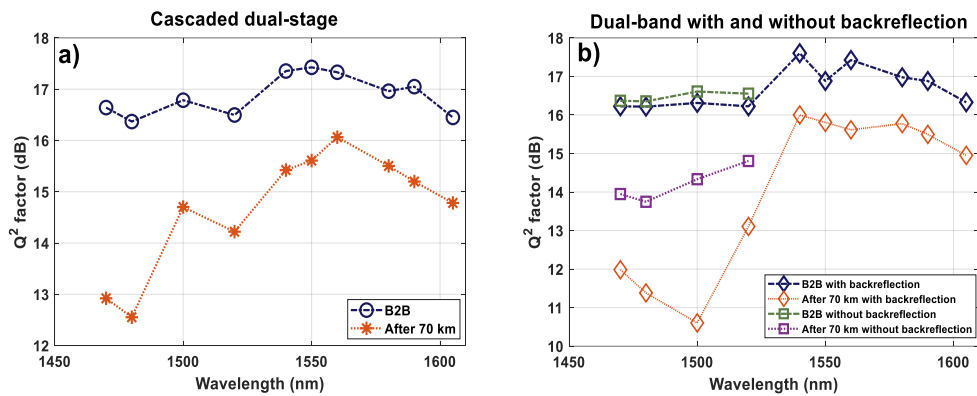 Cascaded dual-stage
a)
18
17
16
15
14
13
12
Q² factor (dB)
1450
1500
1550
1600
Wavelength (nm)
B2B
After 70 km
Dual-band with and without backreflection
b)
18
17
16
15
14
13
12
11
10
Q² factor (dB)
1450
1500
1550
1600
Wavelength (nm)
B2B with backreflection
After 70 km with backreflection
B2B without backreflection
After 70 km without backreflection